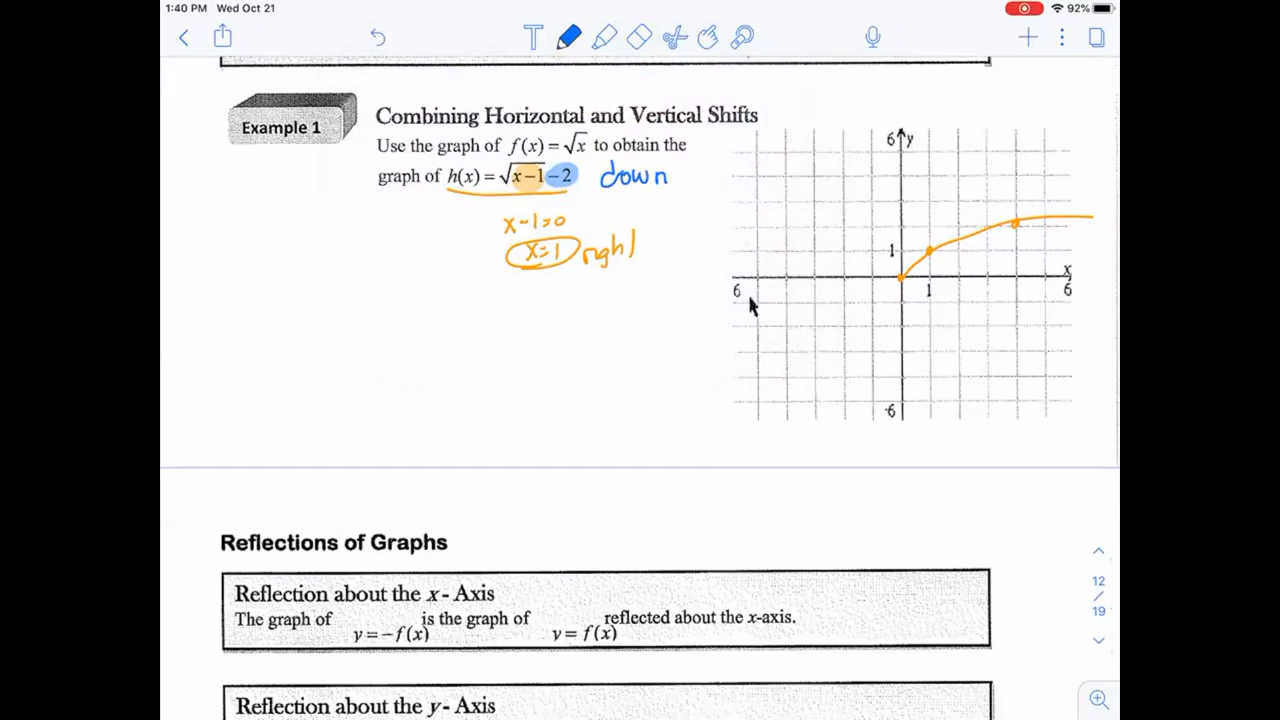 1:40 PM Wed Oct 21
92%
Example 1
Combining Horizontal and Vertical Shifts
Use the graph of f(x) = √x to obtain the
graph of h(x) = √x−1 −2 down
x-1=0
x=1 right
6 y
1
x
6 1 6
-6
Reflections of Graphs
Reflection about the x - Axis
The graph of is the graph of reflected about the x-axis.
y = −f(x) y = f(x)
12
/
19
Reflection about the y - Axis